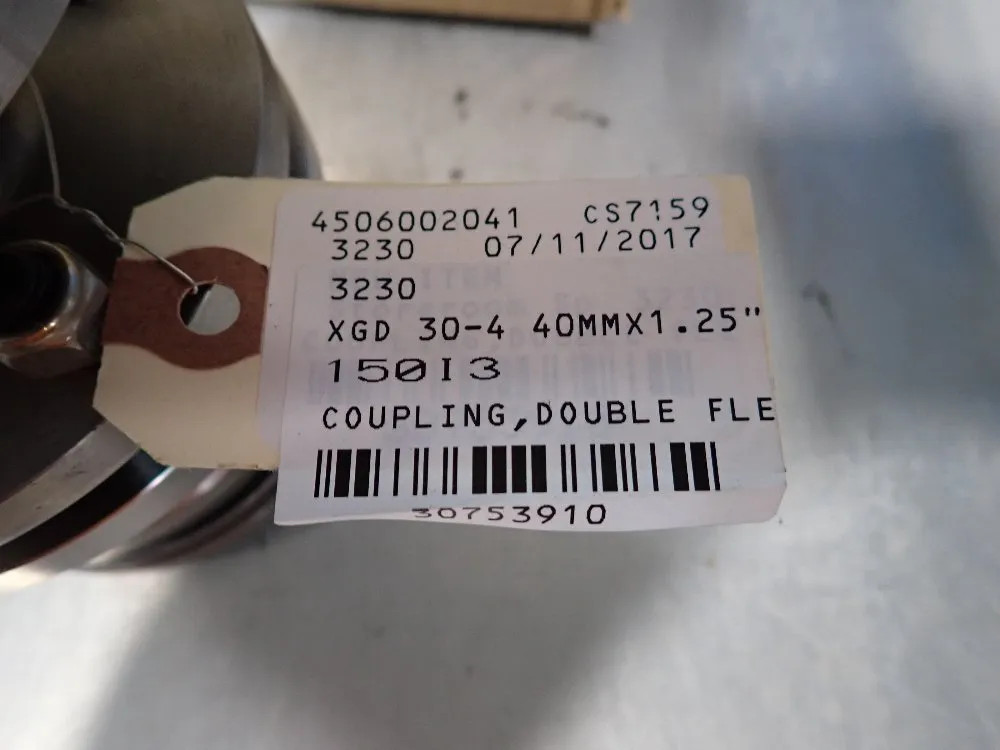 4506002041 CS7159
3230 07/11/2017
3230
XGD 30-4 40MMX1.25"
150I3
COUPLING,DOUBLE FLE
30753910